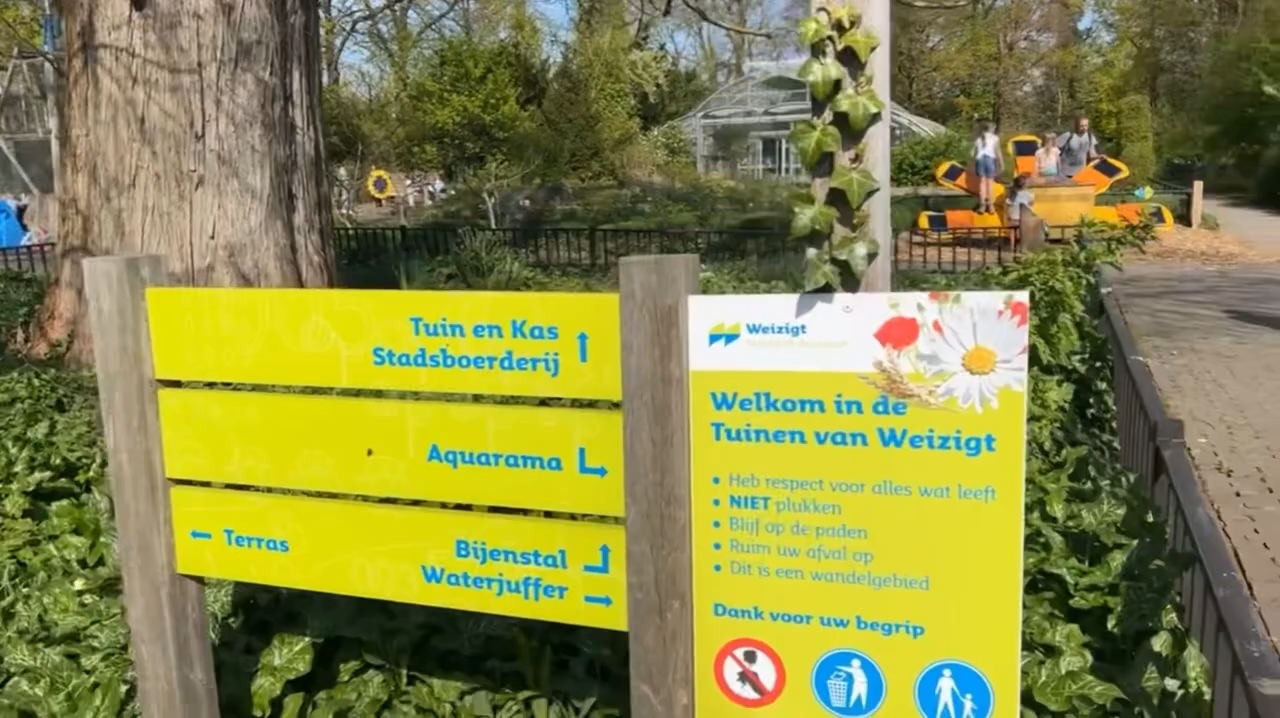 Tuin en Kas
Stadsboerderij
Aquarama
Terras
Bijenstal
Waterjuffer
Weizigt
Welkom in de
Tuinen van Weizigt
• Heb respect voor alles wat leeft
• NIET plukken
• Blijf op de paden
• Ruim uw afval op
• Dit is een wandelgebied
Dank voor uw begrip